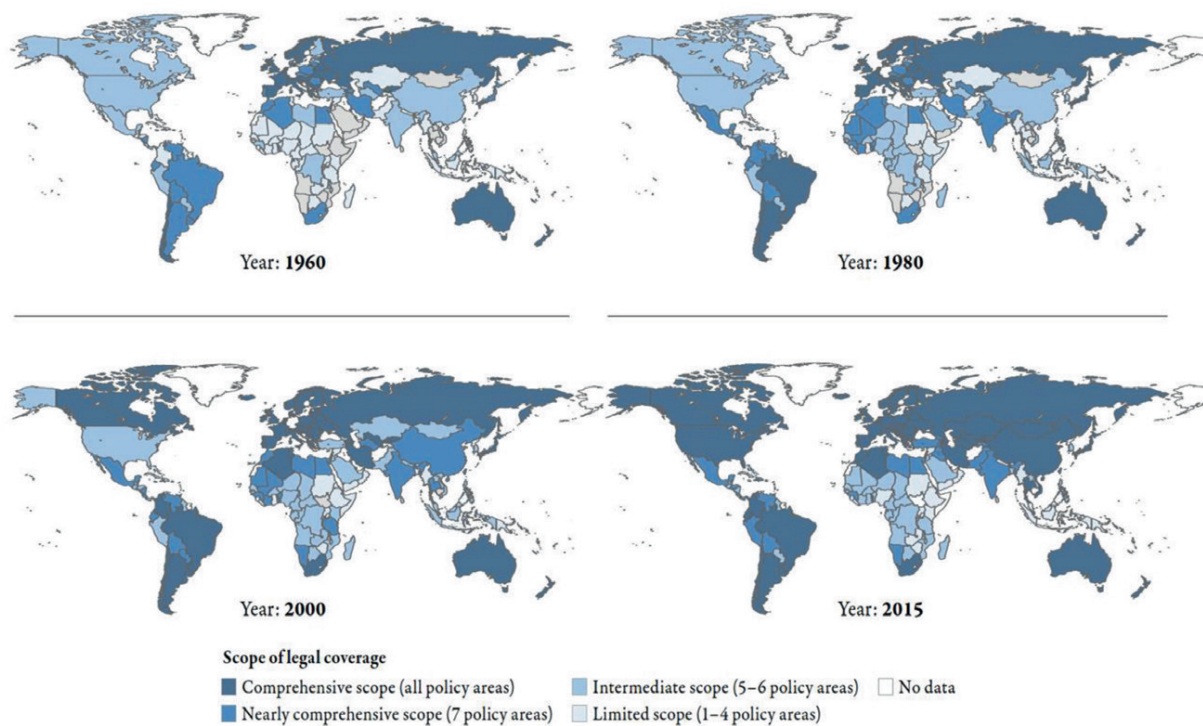 Year: 1960
Year: 1980
Year: 2000
Year: 2015
Scope of legal coverage
Comprehensive scope (all policy areas)
Intermediate scope (5–6 policy areas)
No data
Nearly comprehensive scope (7 policy areas)
Limited scope (1–4 policy areas)